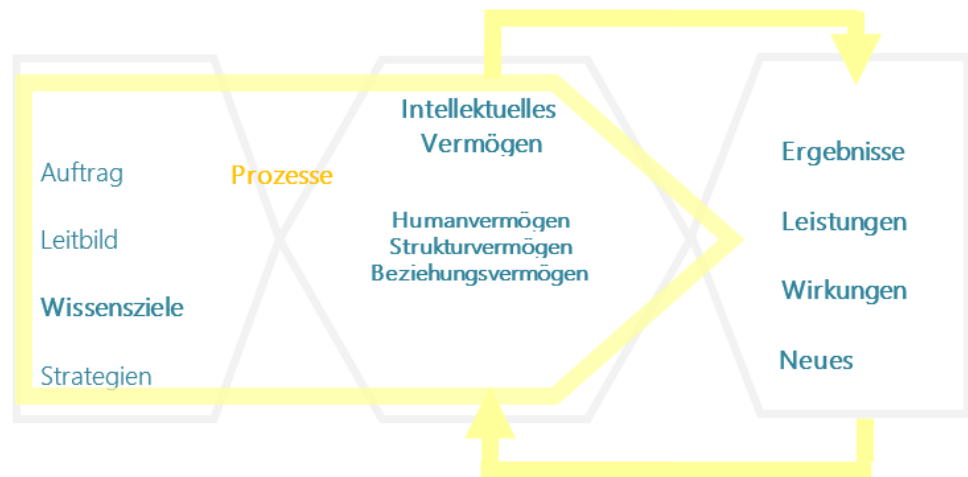 Auftrag
Leitbild
Wissensziele
Strategien
Prozesse
Intellektuelles
Vermögen
Humanvermögen
Strukturvermögen
Beziehungsvermögen
Ergebnisse
Leistungen
Wirkungen
Neues